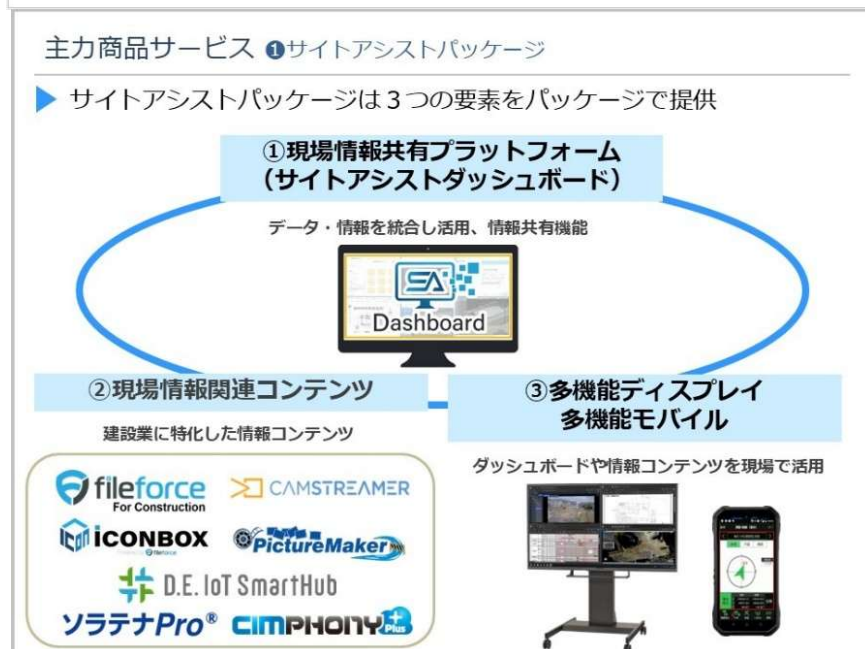 主力商品サービス ❶サイトアシストパッケージ
▶ サイトアシストパッケージは３つの要素をパッケージで提供
①現場情報共有プラットフォーム
（サイトアシストダッシュボード）
データ・情報を統合し活用、情報共有機能
SA
Dashboard
②現場情報関連コンテンツ
建設業に特化した情報コンテンツ
fileforce
For Construction
CAMSTREAMER
icon iCONBOX
PictureMaker
D.E. IoT SmartHub
ソラテナPro®
CIMPHONY Plus
③多機能ディスプレイ
多機能モバイル
ダッシュボードや情報コンテンツを現場で活用